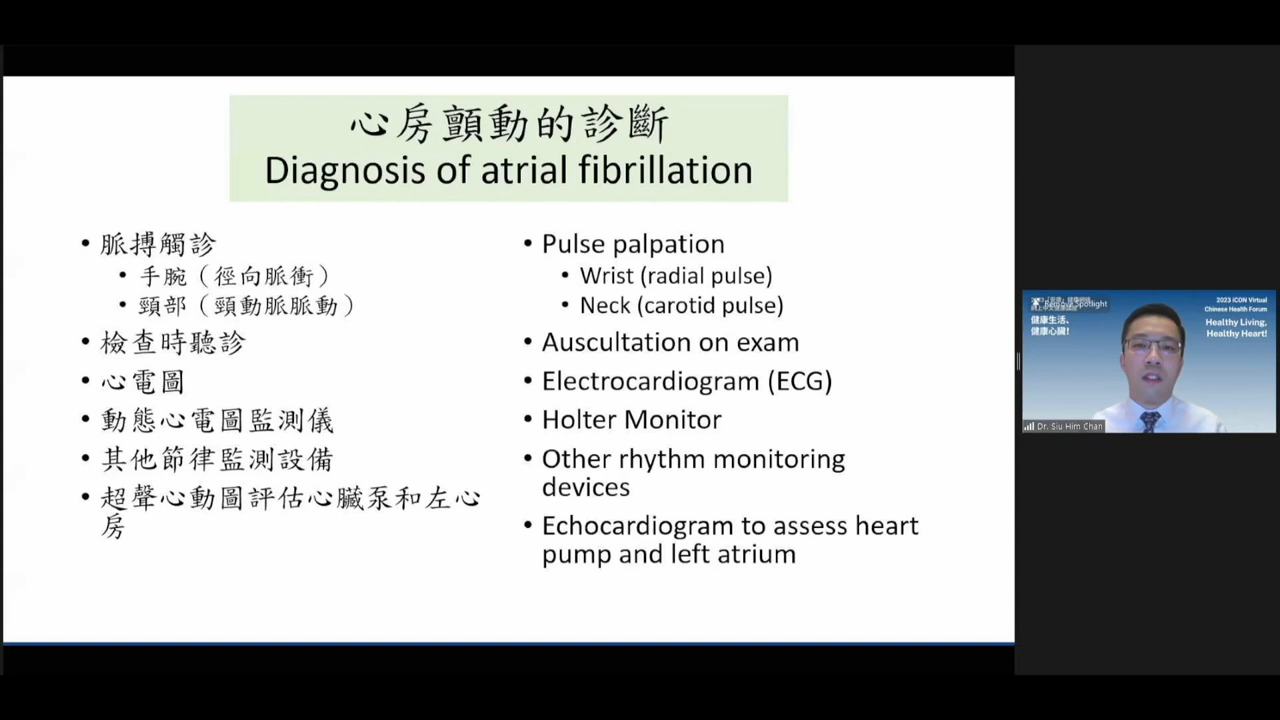 心房顫動的診斷
Diagnosis of atrial fibrillation
• 脈搏觸診
• 手腕（徑向脈衝）
• 頸部（頸動脈脈動）
• 檢查時聽診
• 心電圖
• 動態心電圖監測儀
• 其他節律監測設備
• 超聲心動圖評估心臟泵和左心
房
• Pulse palpation
• Wrist (radial pulse)
• Neck (carotid pulse)
• Auscultation on exam
• Electrocardiogram (ECG)
• Holter Monitor
• Other rhythm monitoring
devices
• Echocardiogram to assess heart
pump and left atrium
Remove Spotlight
健康生活、
健康心臟!
2023 iCON Virtual
Chinese Health Forum
Healthy Living,
Healthy Heart!
Dr. Siu Him Chan